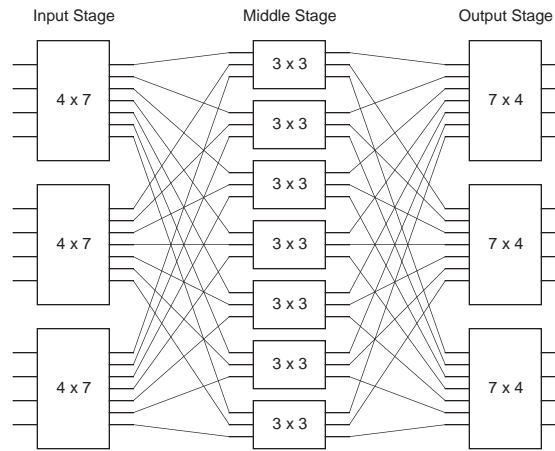 Input Stage
Middle Stage
Output Stage
4 x 7
4 x 7
4 x 7
3 x 3
3 x 3
3 x 3
3 x 3
3 x 3
3 x 3
3 x 3
7 x 4
7 x 4
7 x 4